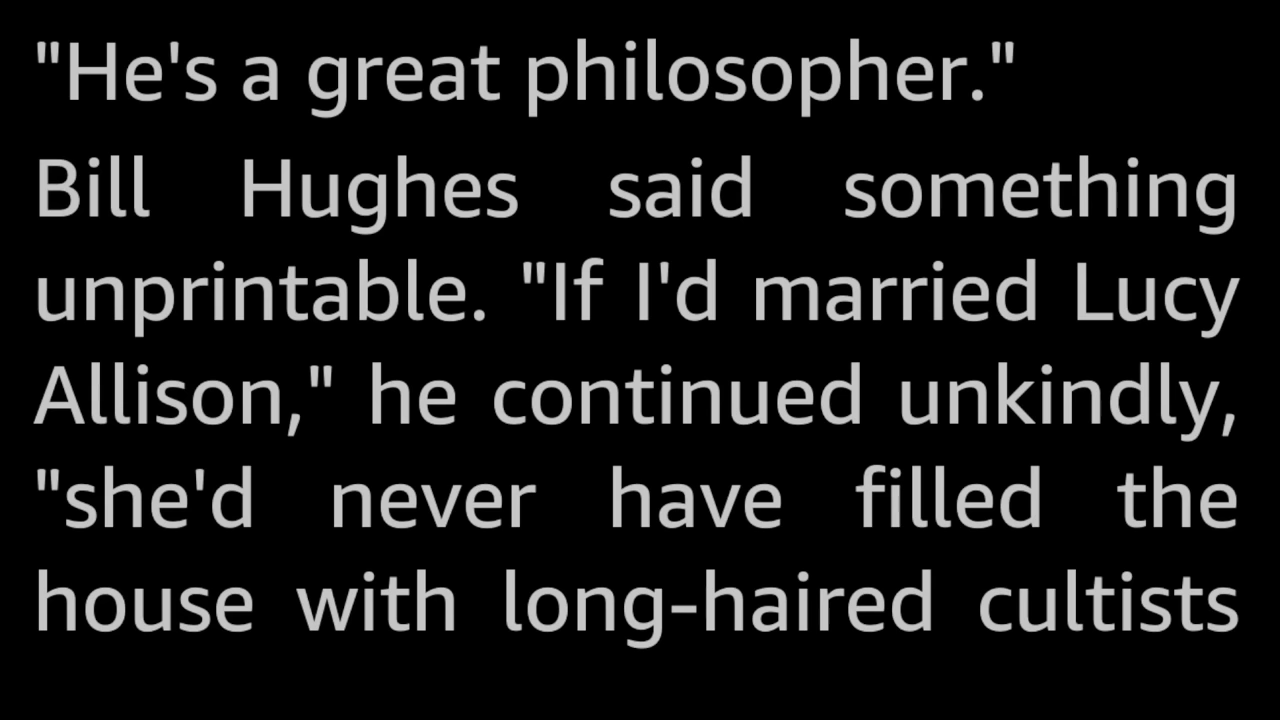 "He's a great philosopher."
Bill Hughes said something
unprintable. "If I'd married Lucy
Allison," he continued unkindly,
"she'd never have filled the
house with long-haired cultists